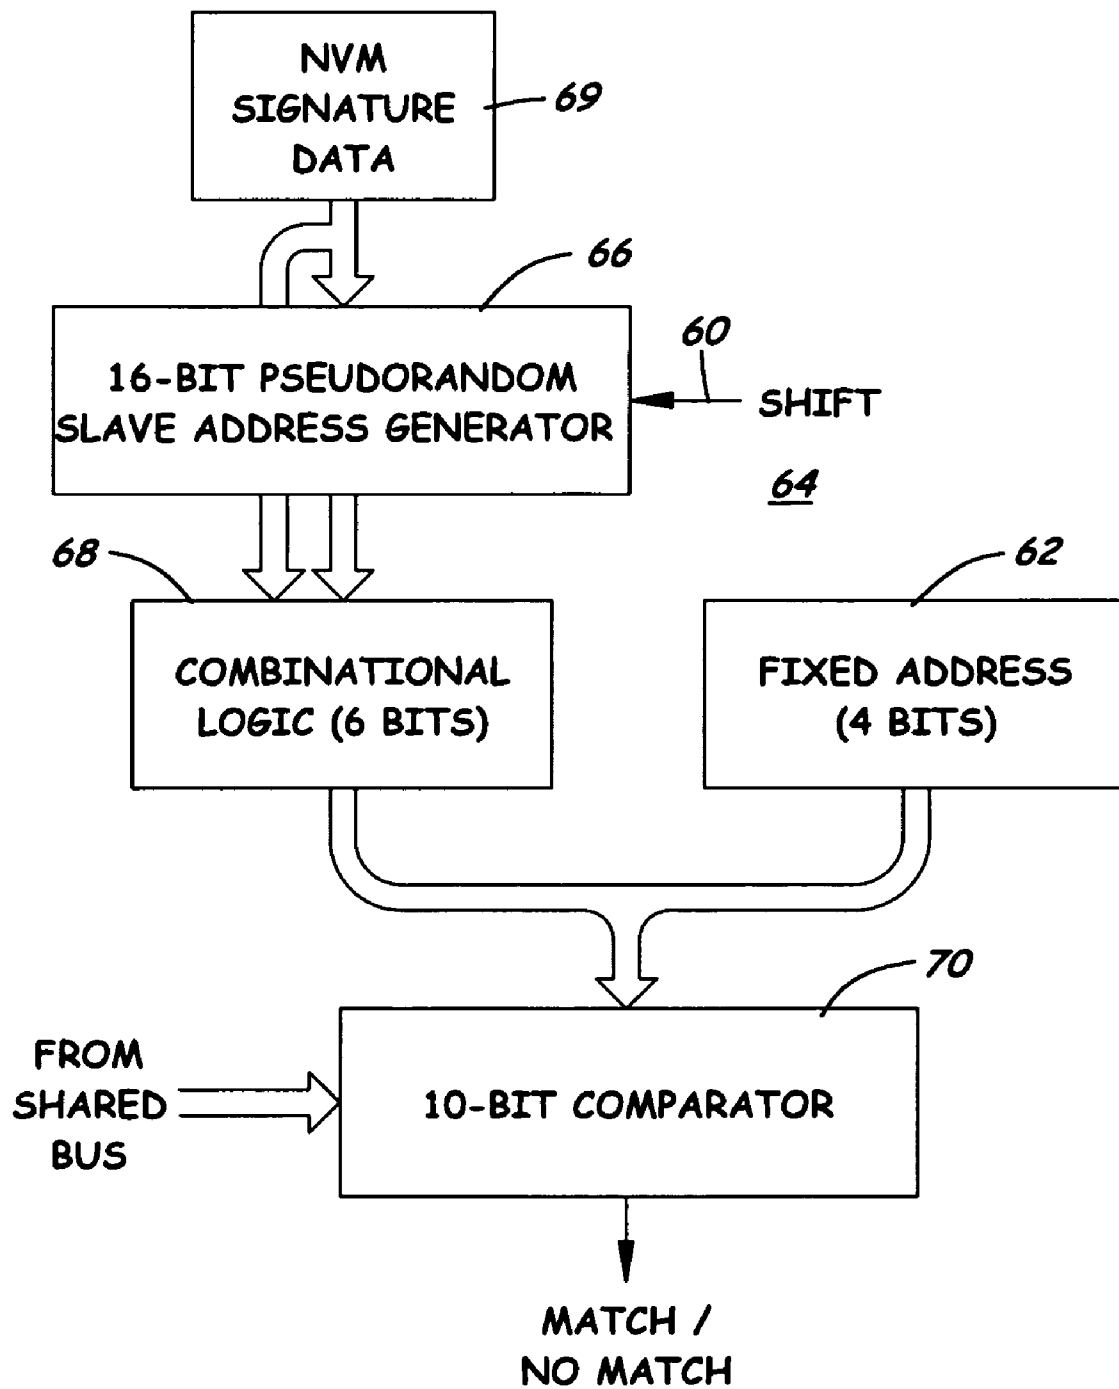 NVM
SIGNATURE
DATA
69
66
16-BIT PSEUDORANDOM
SLAVE ADDRESS GENERATOR
60
SHIFT
64
68
COMBINATIONAL
LOGIC (6 BITS)
62
FIXED ADDRESS
(4 BITS)
70
FROM
SHARED
BUS
10-BIT COMPARATOR
MATCH /
NO MATCH